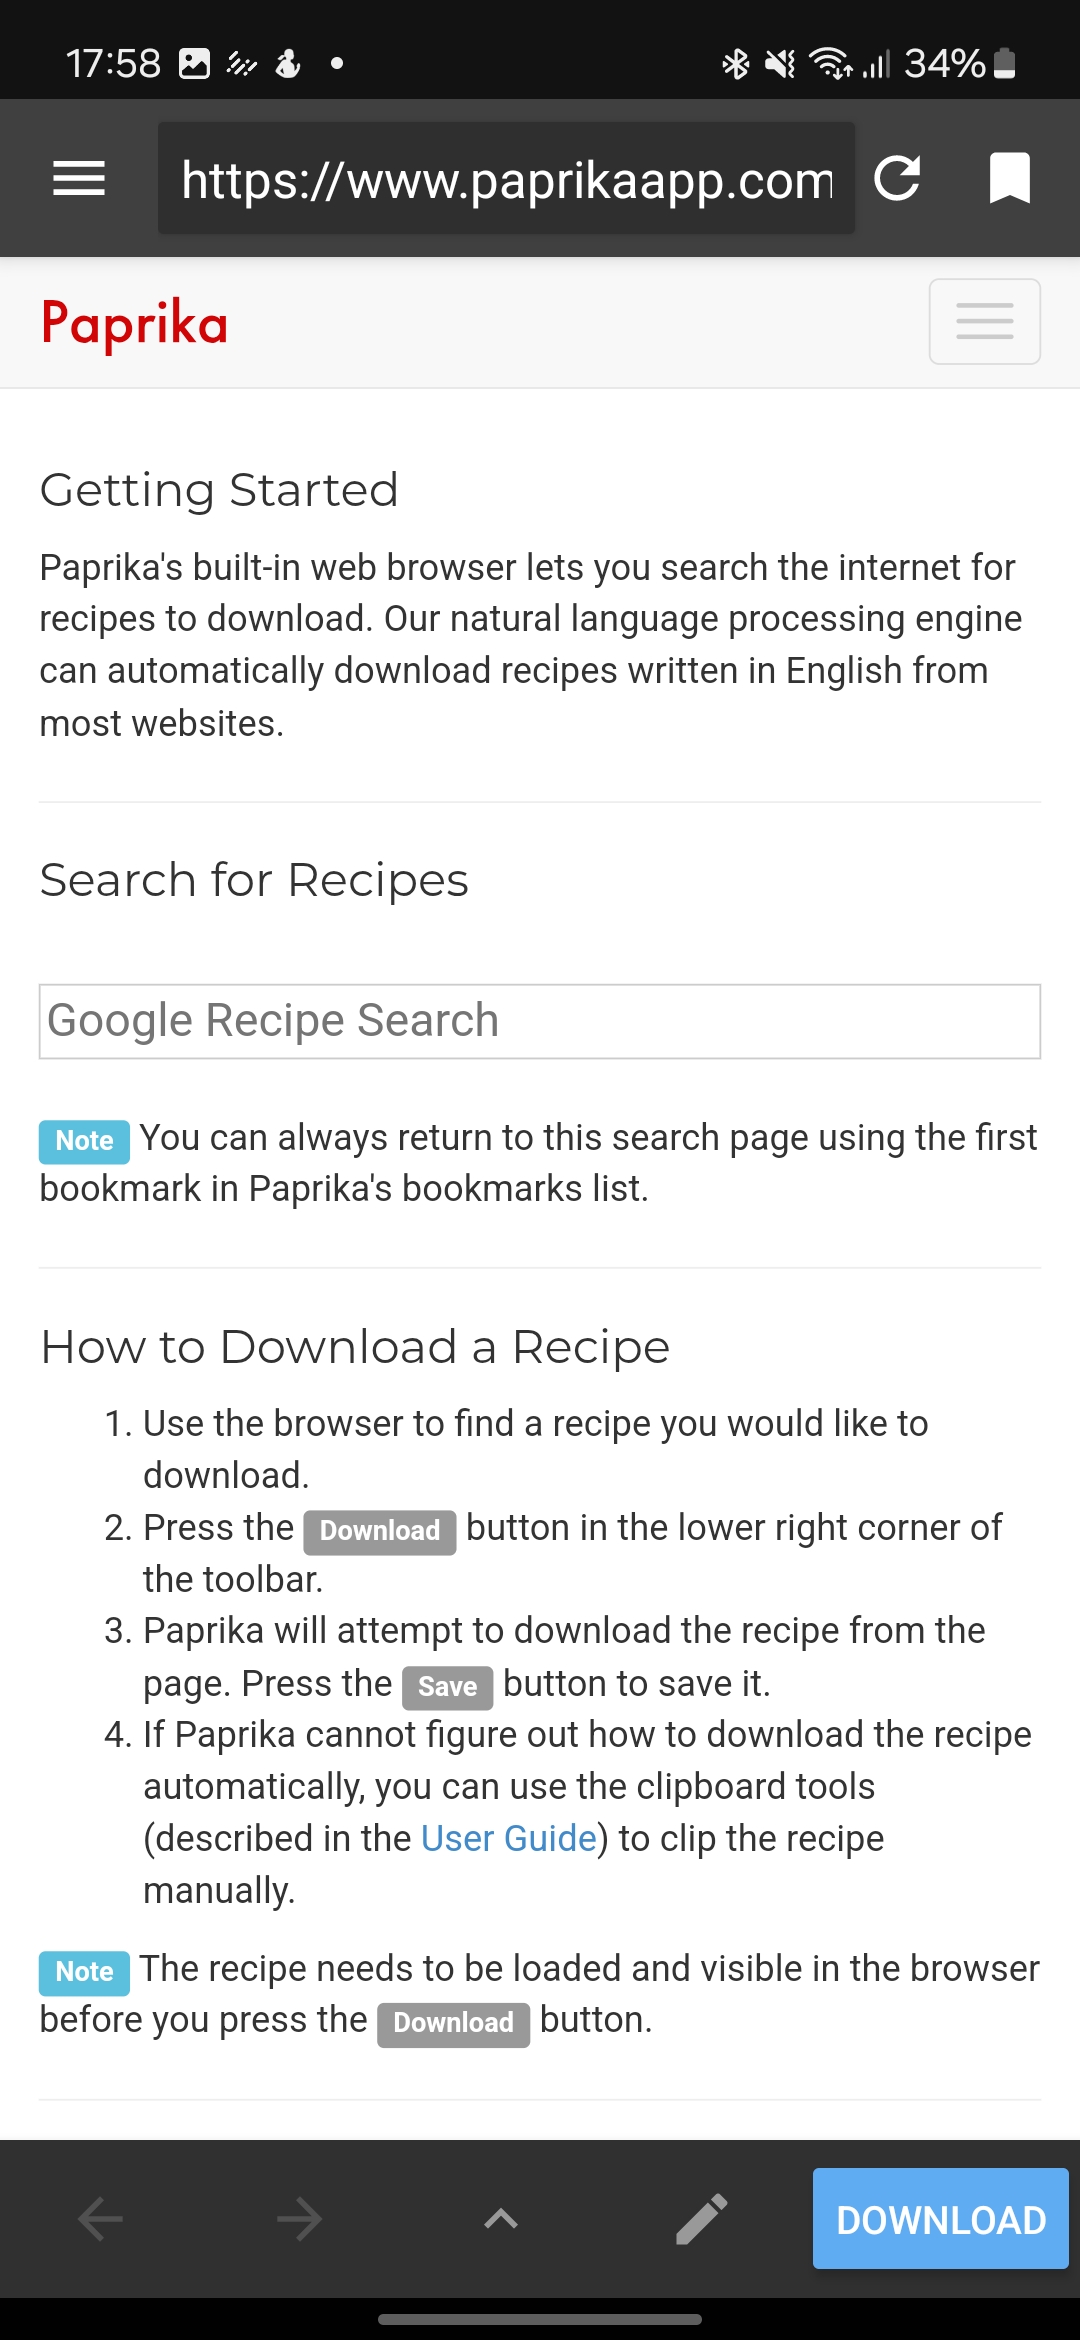 17:58
34%
https://www.paprikaapp.com
Paprika
Getting Started
Paprika's built-in web browser lets you search the internet for
recipes to download. Our natural language processing engine
can automatically download recipes written in English from
most websites.
Search for Recipes
Google Recipe Search
Note You can always return to this search page using the first
bookmark in Paprika's bookmarks list.
How to Download a Recipe
1. Use the browser to find a recipe you would like to
download.
2. Press the Download button in the lower right corner of
the toolbar.
3. Paprika will attempt to download the recipe from the
page. Press the Save button to save it.
4. If Paprika cannot figure out how to download the recipe
automatically, you can use the clipboard tools
(described in the User Guide) to clip the recipe
manually.
Note The recipe needs to be loaded and visible in the browser
before you press the Download button.
DOWNLOAD